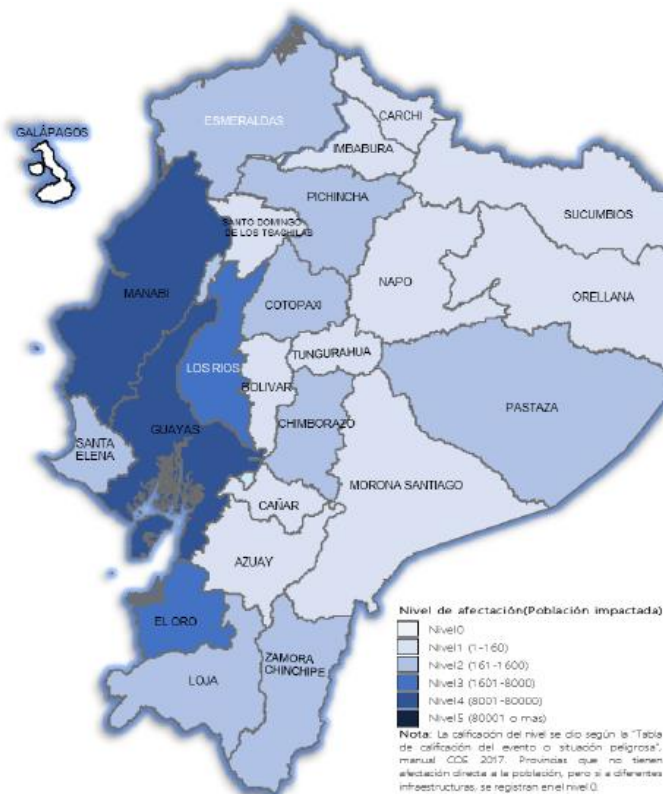 ESMERALDAS
CARCHI
IMBABURA
GALÁPAGOS
PICHINCHA
SUCUMBIOS
SANTO DOMINGO
DE LOS TSACHILAS
NAPO
ORELLANA
MANABI
COTOPAXI
TUNGURAHUA
LOS RIOS
BOLIVAR
PASTAZA
CHIMBORAZO
GUAYAS
SANTA
ELENA
MORONA SANTIAGO
CAÑAR
AZUAY
EL ORO
ZAMORA
CHINCHIPE
LOJA
Nivel de afectación(Población impactada)
Nivel0
Nivel1 (1-160)
Nivel2 (161-1600)
Nivel3 (1601-8000)
Nivel4 (8001-80000)
Nivel5 (80001 o mas)
Nota: La calificación del nivel se dio según la "Tabla
de calificación del evento o situación peligrosa",
manual COE 2017. Provincias que no tienen
afectación directa a la población, pero si a diferentes
infraestructuras, se registran en el nivel 0.